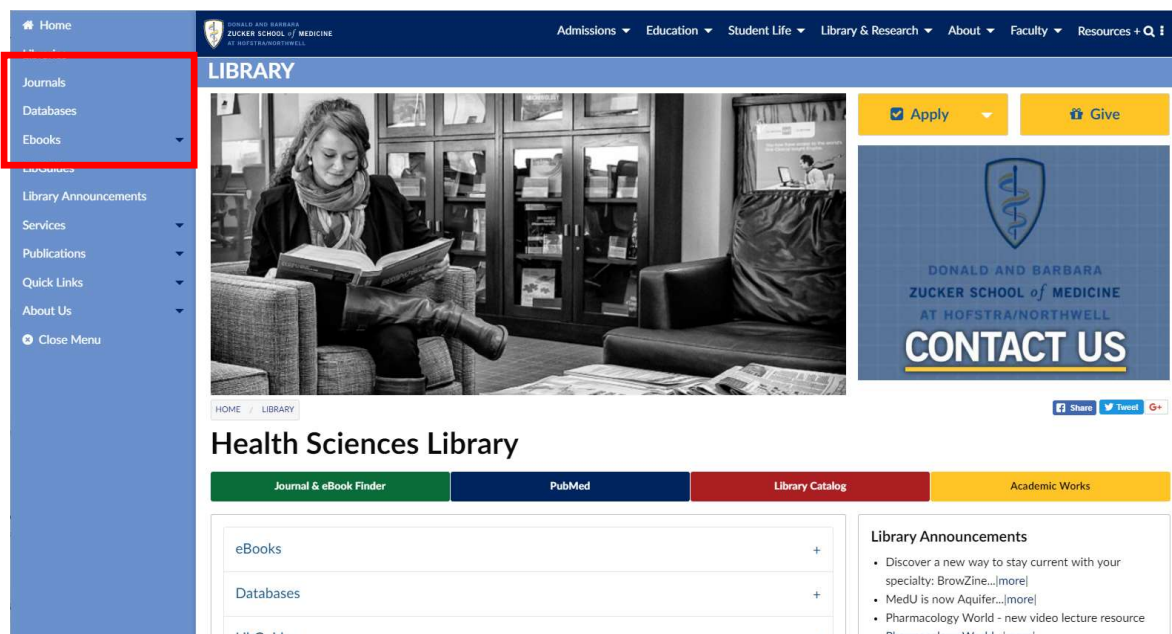 Home
Journals
Databases
Ebooks
LibGuides
Library Announcements
Services
Publications
Quick Links
About Us
Close Menu
DONALD AND BARBARA
ZUCKER SCHOOL of MEDICINE
AT HOFSTRA/NORTHWELL
Admissions Education Student Life Library & Research About Faculty Resources +
LIBRARY
Apply
Give
DONALD AND BARBARA
ZUCKER SCHOOL of MEDICINE
AT HOFSTRA/NORTHWELL
CONTACT US
HOME / LIBRARY
Share Tweet G+
Health Sciences Library
Journal & eBook Finder PubMed Library Catalog Academic Works
eBooks +
Databases +
Library Announcements
• Discover a new way to stay current with your
specialty: BrowZine...|more|
• MedU is now Aquifer...|more|
• Pharmacology World - new video lecture resource